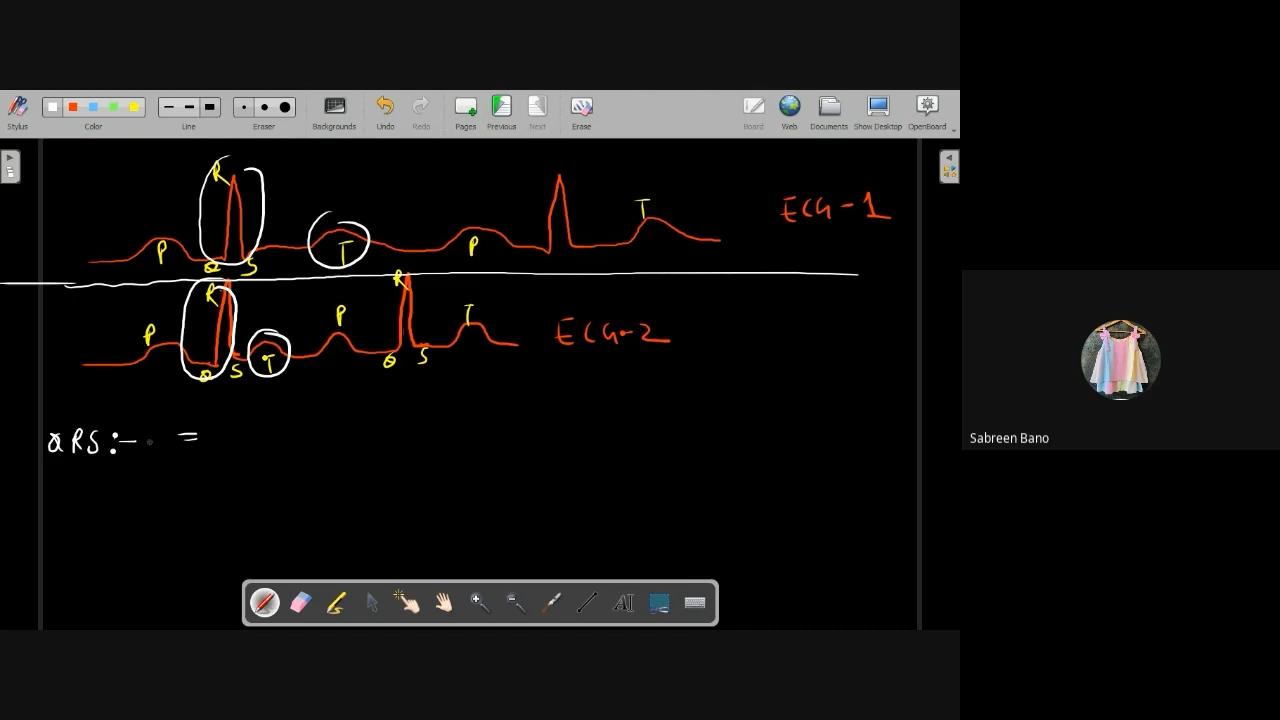 Stylus Color Line Eraser Backgrounds Undo Redo Pages Previous Next Erase Board Web Documents Show Desktop OpenBoard
R
P Q S T P T ECG-1
R R
P Q S T P Q S T ECG-2
QRS :- =
AI
Sabreen Bano